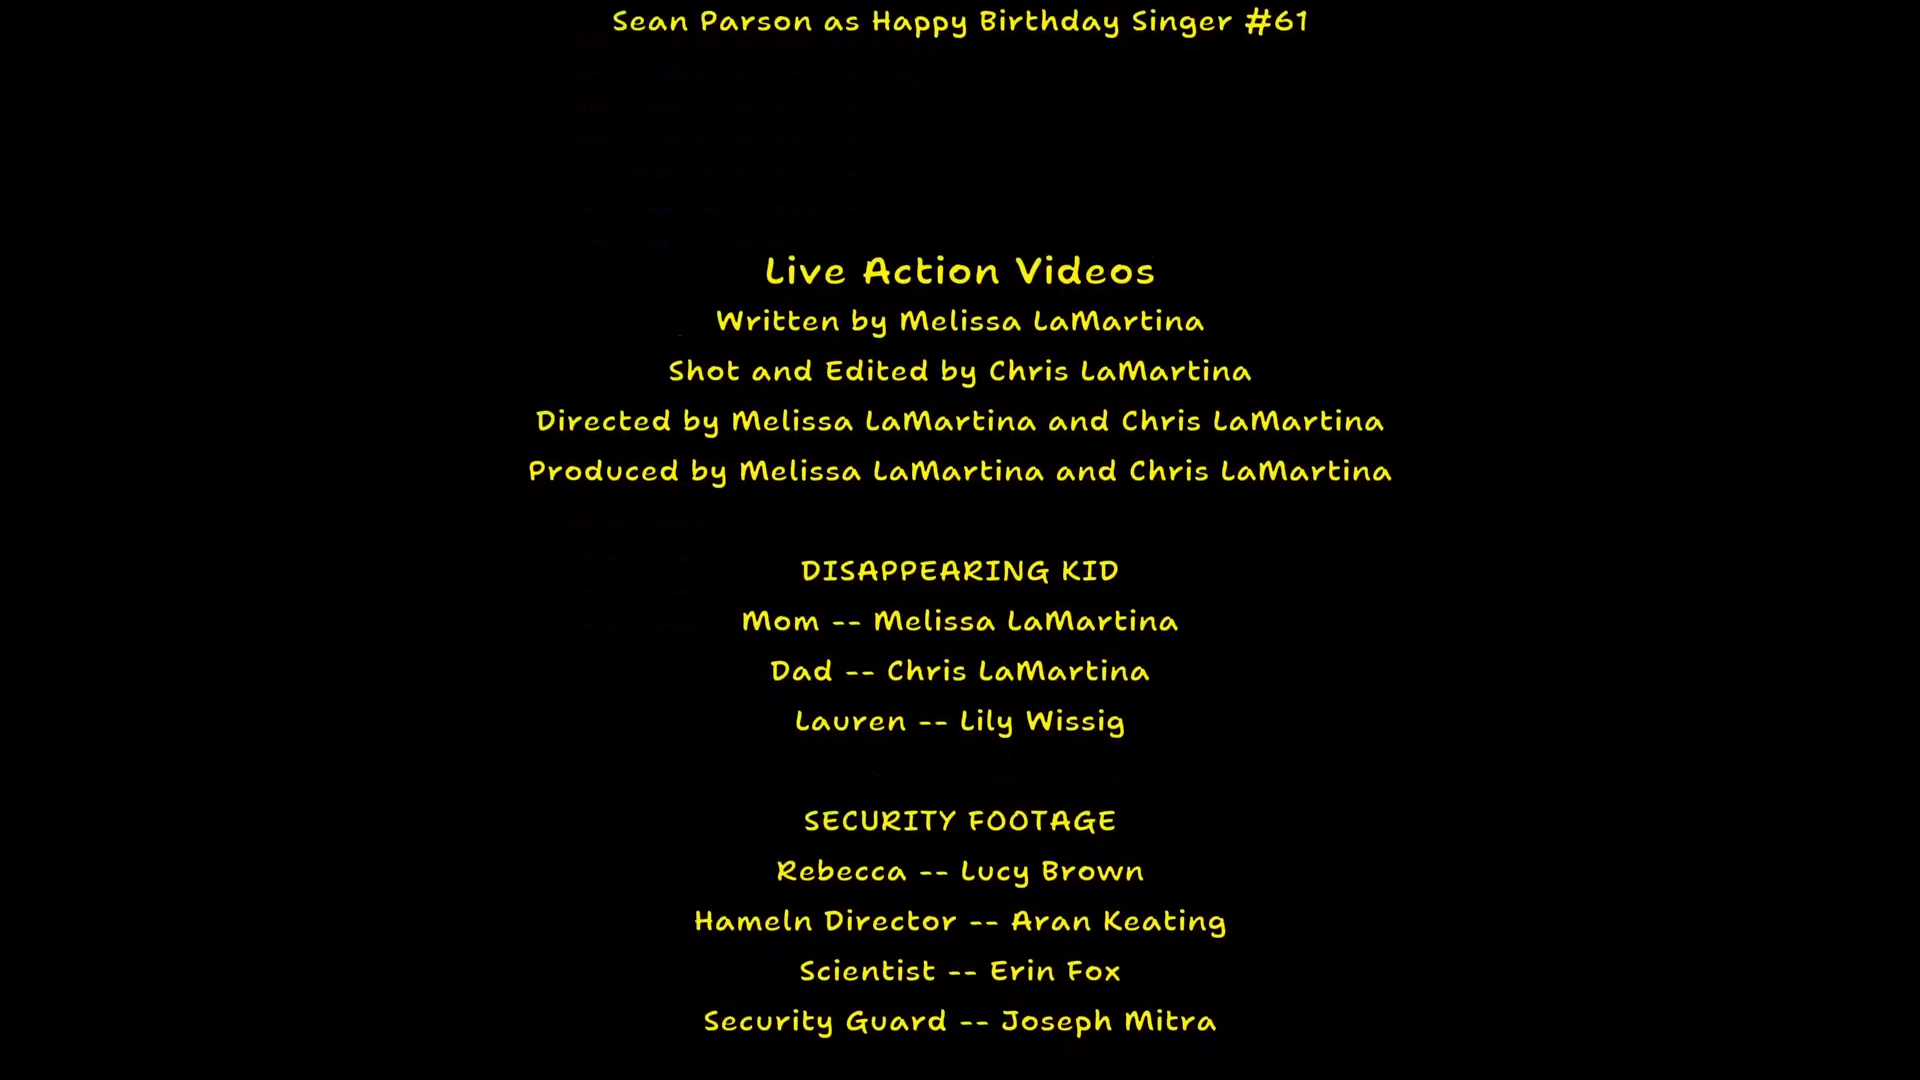 Sean Parson as Happy Birthday Singer #61
Live Action Videos
Written by Melissa LaMartina
Shot and Edited by Chris LaMartina
Directed by Melissa LaMartina and Chris LaMartina
Produced by Melissa LaMartina and Chris LaMartina
DISAPPEARING KID
Mom -- Melissa LaMartina
Dad -- Chris LaMartina
Lauren -- Lily Wissig
SECURITY FOOTAGE
Rebecca -- Lucy Brown
Hameln Director -- Aran Keating
Scientist -- Erin Fox
Security Guard -- Joseph Mitra